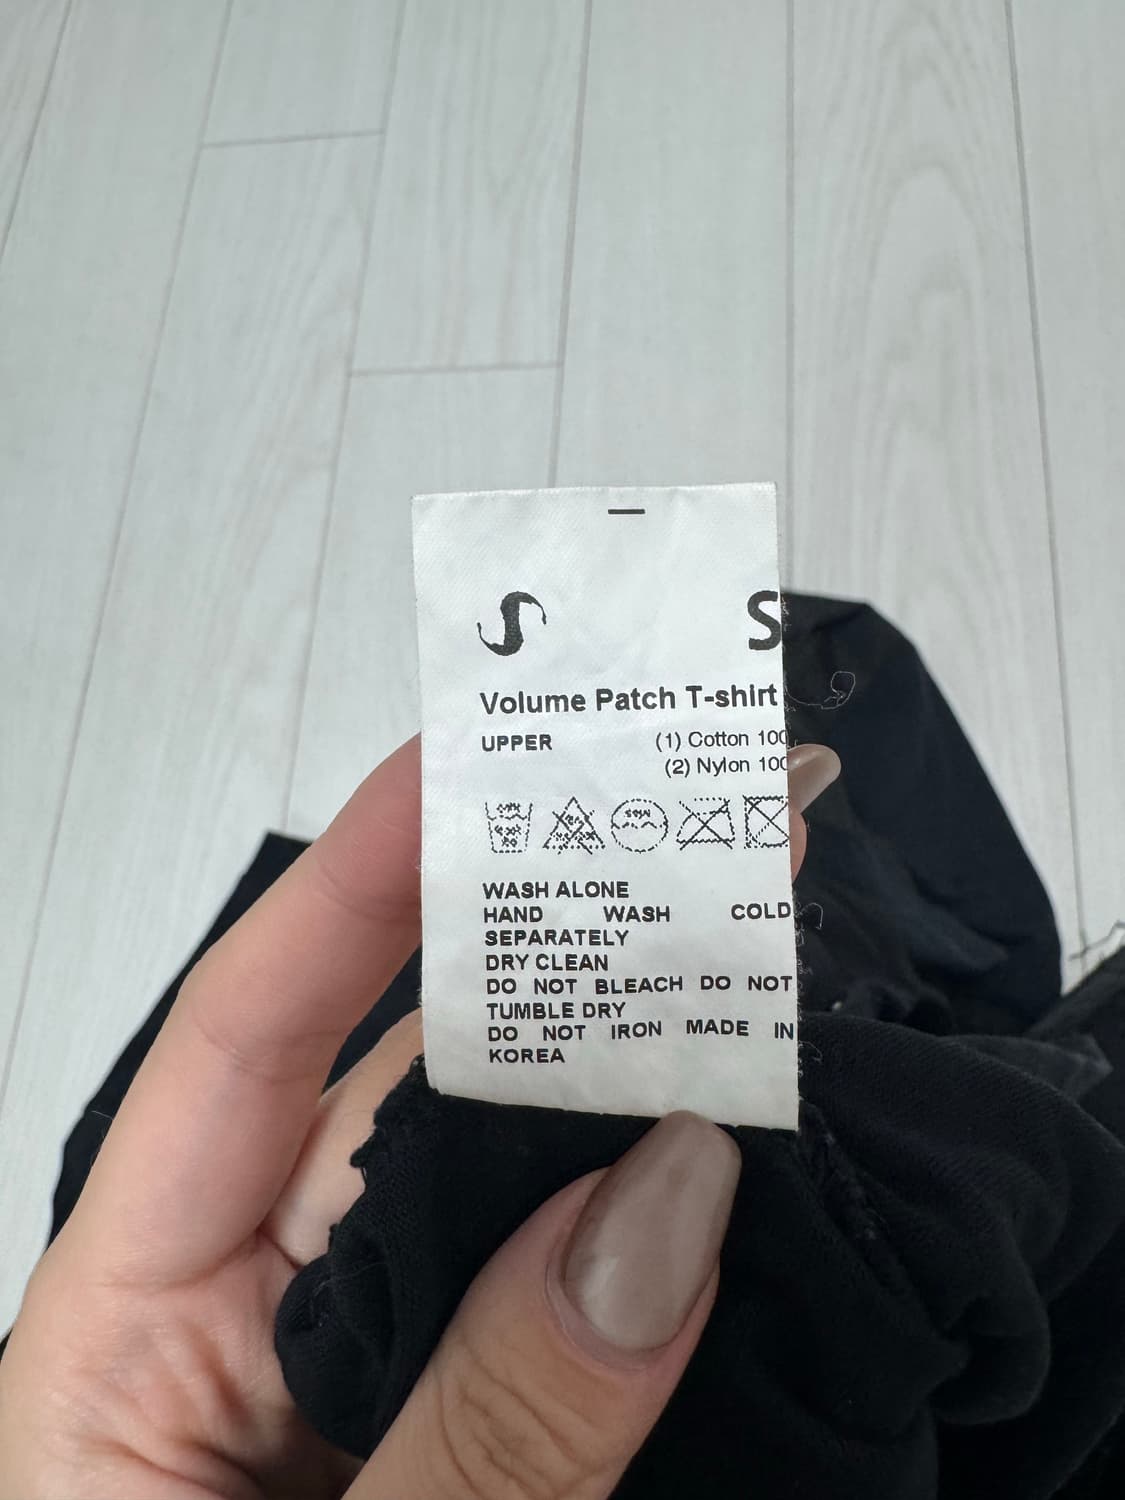 S S
Volume Patch T-shirt
UPPER (1) Cotton 100
(2) Nylon 100
WASH ALONE
HAND WASH COLD
SEPARATELY
DRY CLEAN
DO NOT BLEACH DO NOT
TUMBLE DRY
DO NOT IRON MADE IN
KOREA